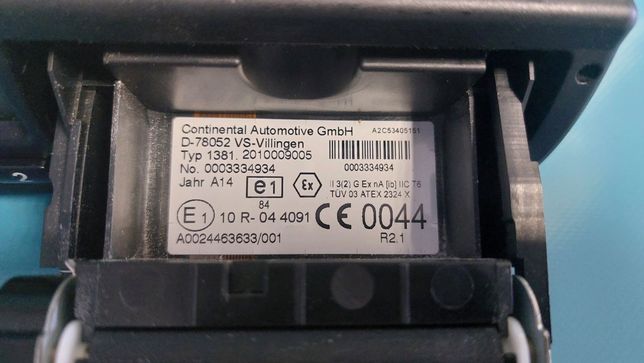 Continental Automotive GmbH A2C53405151
D-78052 VS-Villingen
Typ 1381. 2010009005
No. 0003334934 0003334934
Jahr A14 e1 Ex II 3(2) G Ex nA [ib] IIC T6
84 TÜV 03 ATEX 2324 X
E1 10 R- 04 4091 CE 0044
A0024463633/001 R2.1
2